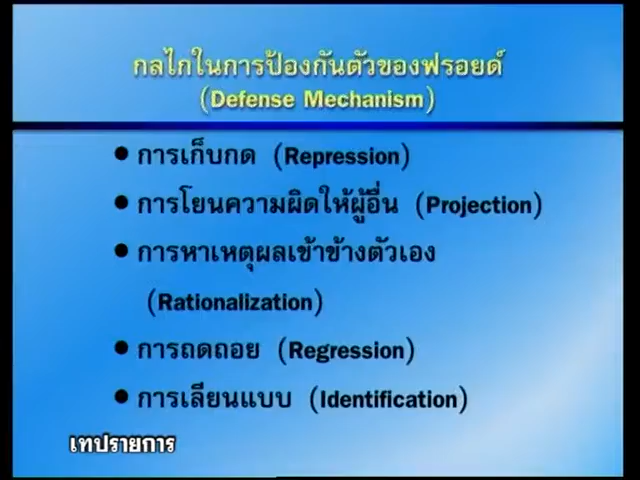 กลไกในการป้องกันตัวของฟรอยด์
(Defense Mechanism)
• การเก็บกด (Repression)
• การโยนความผิดให้ผู้อื่น (Projection)
• การหาเหตุผลเข้าข้างตัวเอง
(Rationalization)
• การถดถอย (Regression)
• การเลียนแบบ (Identification)
เทปรายการ